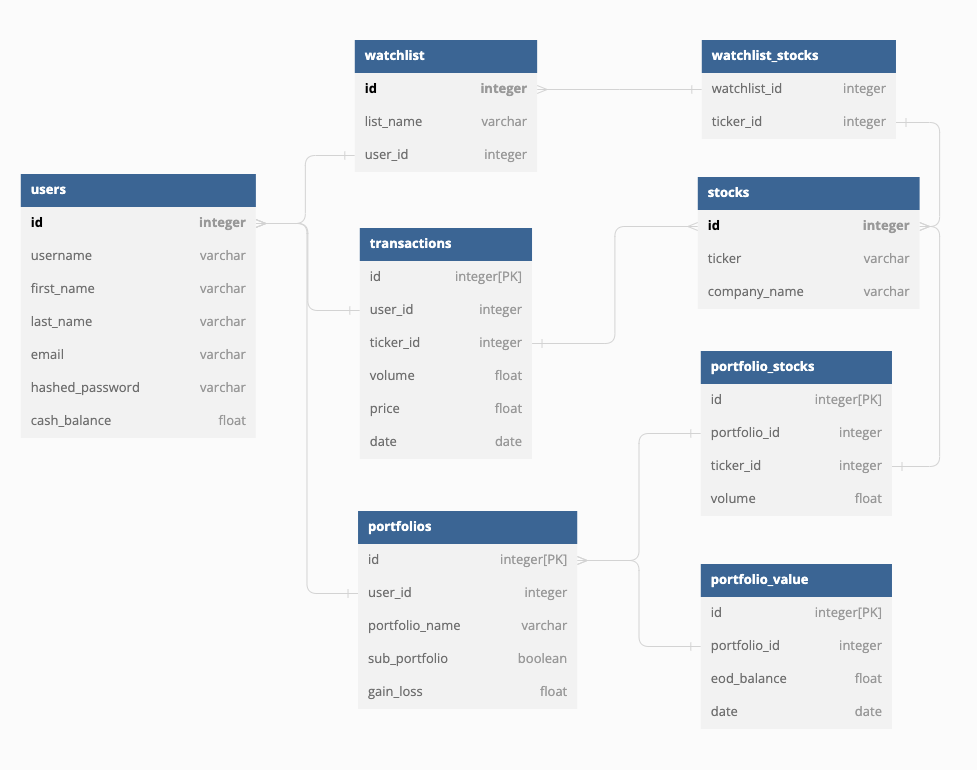 watchlist
id integer
list_name varchar
user_id integer
watchlist_stocks
watchlist_id integer
ticker_id integer
users
id integer
username varchar
first_name varchar
last_name varchar
email varchar
hashed_password varchar
cash_balance float
transactions
id integer[PK]
user_id integer
ticker_id integer
volume float
price float
date date
stocks
id integer
ticker varchar
company_name varchar
portfolio_stocks
id integer[PK]
portfolio_id integer
ticker_id integer
volume float
portfolios
id integer[PK]
user_id integer
portfolio_name varchar
sub_portfolio boolean
gain_loss float
portfolio_value
id integer[PK]
portfolio_id integer
eod_balance float
date date